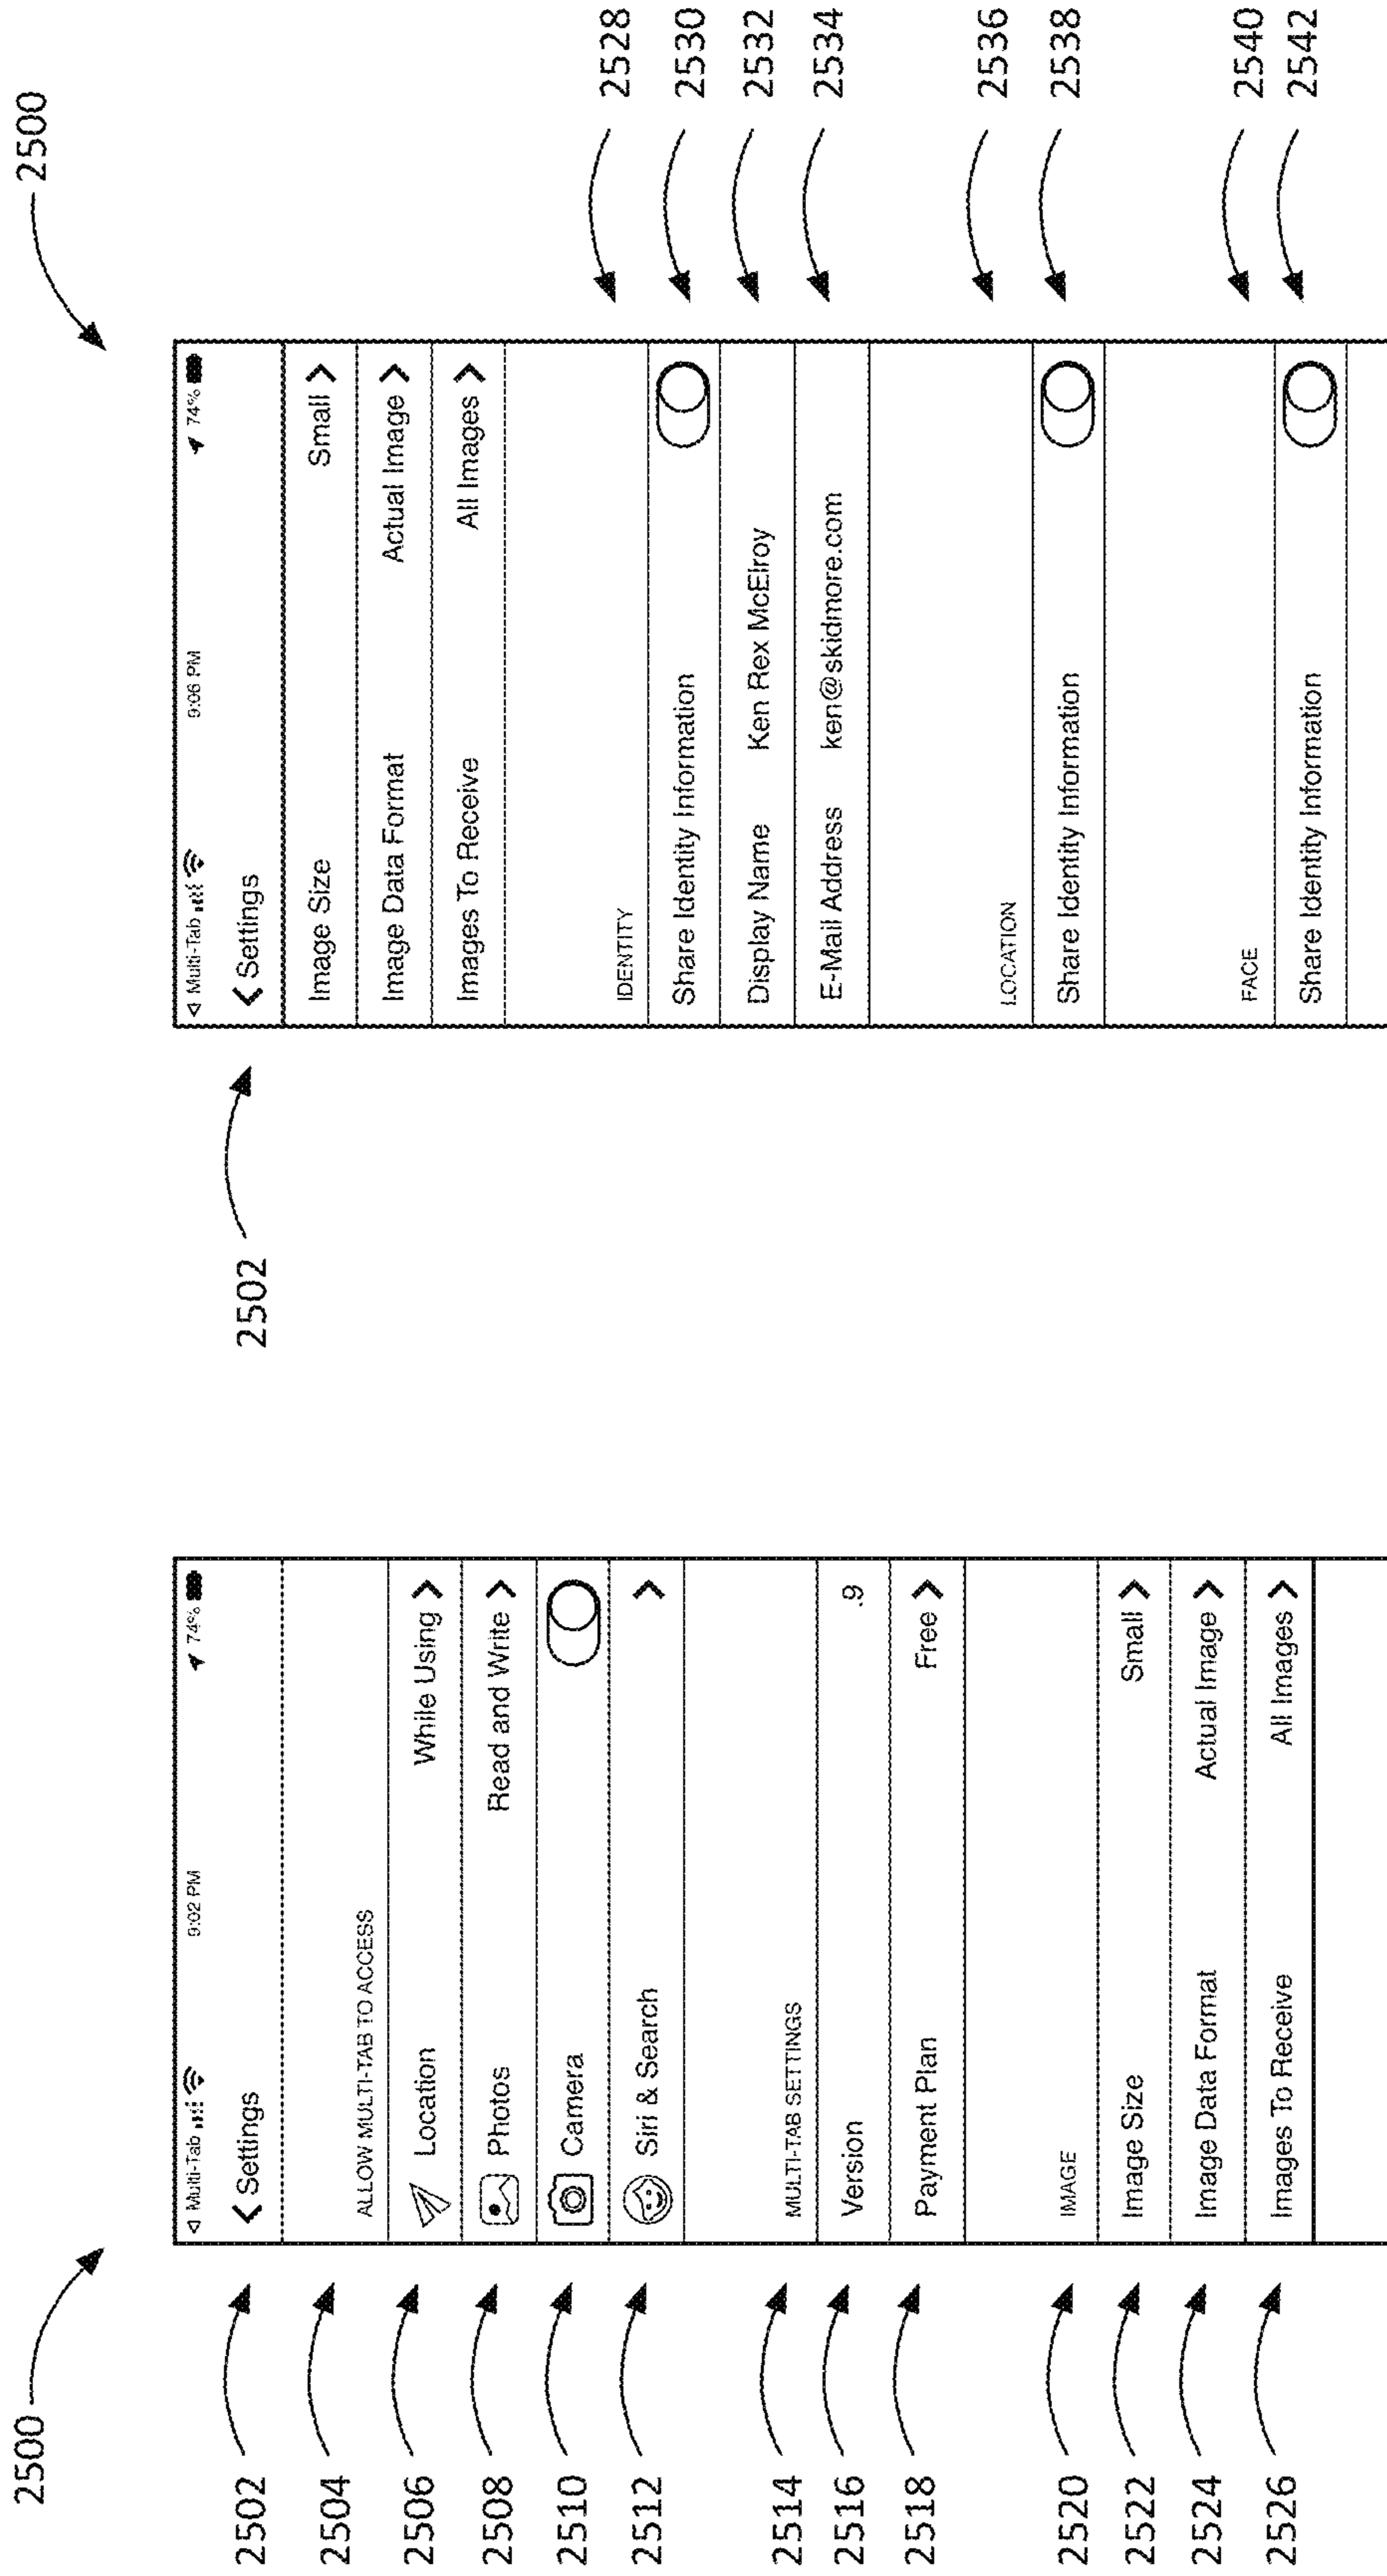 2500
2502
2504
2506
2508
2510
2512
2514
2516
2518
2520
2522
2524
2526
Multi-Tab 9:02 PM 74%
Settings
ALLOW MULTI-TAB TO ACCESS
Location While Using
Photos Read and Write
Camera
Siri & Search
MULTI-TAB SETTINGS
Version .9
Payment Plan Free
IMAGE
Image Size Small
Image Data Format Actual Image
Images To Receive All Images
2500
2502
Multi-Tab 9:06 PM 74%
Settings
Image Size Small
Image Data Format Actual Image
Images To Receive All Images
IDENTITY
Share Identity Information
Display Name Ken Rex McElroy
E-Mail Address ken@skidmore.com
LOCATION
Share Identity Information
FACE
Share Identity Information
2528
2530
2532
2534
2536
2538
2540
2542